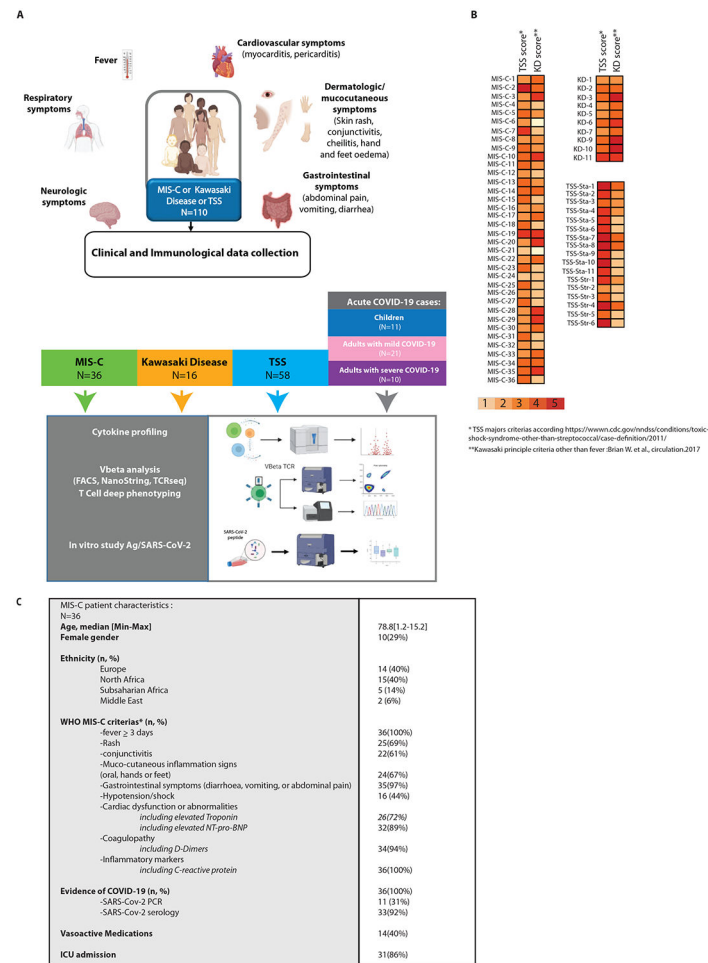 A
Fever
Cardiovascular symptoms
(myocarditis, pericarditis)
Respiratory
symptoms
Dermatologic/
mucocutaneous
symptoms
(Skin rash,
conjunctivitis,
cheilitis, hand
and feet oedema)
Neurologic
symptoms
MIS-C or Kawasaki
Disease or TSS
N=110
Gastrointestinal
symptoms
(abdominal pain,
vomiting, diarrhea)
Clinical and Immunological data collection
Acute COVID-19 cases:
Children
(N=11)
Adults with mild COVID-19
(N=21)
Adults with severe COVID-19
(N=10)
MIS-C
N=36
Kawasaki Disease
N=16
TSS
N=58
Cytokine profiling
Vbeta analysis
(FACS, NanoString, TCRseq)
T Cell deep phenotyping
In vitro study Ag/SARS-CoV-2
VBeta TCR
SARS-CoV-2
peptide
B
TSS score*
KD score**
MIS-C-1
MIS-C-2
MIS-C-3
MIS-C-4
MIS-C-5
MIS-C-6
MIS-C-7
MIS-C-8
MIS-C-9
MIS-C-10
MIS-C-11
MIS-C-12
MIS-C-13
MIS-C-14
MIS-C-15
MIS-C-16
MIS-C-17
MIS-C-18
MIS-C-19
MIS-C-20
MIS-C-21
MIS-C-22
MIS-C-23
MIS-C-24
MIS-C-25
MIS-C-26
MIS-C-27
MIS-C-28
MIS-C-29
MIS-C-30
MIS-C-31
MIS-C-32
MIS-C-33
MIS-C-34
MIS-C-35
MIS-C-36
TSS score*
KD score**
KD-1
KD-2
KD-3
KD-4
KD-5
KD-6
KD-7
KD-9
KD-10
KD-11
TSS-Sta-1
TSS-Sta-2
TSS-Sta-3
TSS-Sta-4
TSS-Sta-5
TSS-Sta-6
TSS-Sta-7
TSS-Sta-8
TSS-Sta-9
TSS-Sta-10
TSS-Sta-11
TSS-Str-1
TSS-Str-2
TSS-Str-3
TSS-Str-4
TSS-Str-5
TSS-Str-6
1 2 3 4 5
*TSS majors criteria according https://wwwn.cdc.gov/nndss/conditions/toxic-
shock-syndrome-other-than-streptococcal/case-definition/2011/
**Kawasaki principle criteria other than fever :Brian W. et al., circulation.2017
C
MIS-C patient characteristics :
N=36
Age, median [Min-Max] 78.8[1.2-15.2]
Female gender 10(29%)
Ethnicity (n, %)
Europe 14 (40%)
North Africa 15(40%)
Subsaharian Africa 5 (14%)
Middle East 2 (6%)
WHO MIS-C criterias* (n, %)
-fever ≥ 3 days 36(100%)
-Rash 25(69%)
-conjunctivitis 22(61%)
-Muco-cutaneous inflammation signs
(oral, hands or feet) 24(67%)
-Gastrointestinal symptoms (diarrhoea, vomiting, or abdominal pain) 35(97%)
-Hypotension/shock 16 (44%)
-Cardiac dysfunction or abnormalities
including elevated Troponin 26(72%)
including elevated NT-pro-BNP 32(89%)
-Coagulopathy
including D-Dimers 34(94%)
-Inflammatory markers
including C-reactive protein 36(100%)
Evidence of COVID-19 (n, %) 36(100%)
-SARS-Cov-2 PCR 11 (31%)
-SARS-Cov-2 serology 33(92%)
Vasoactive Medications 14(40%)
ICU admission 31(86%)